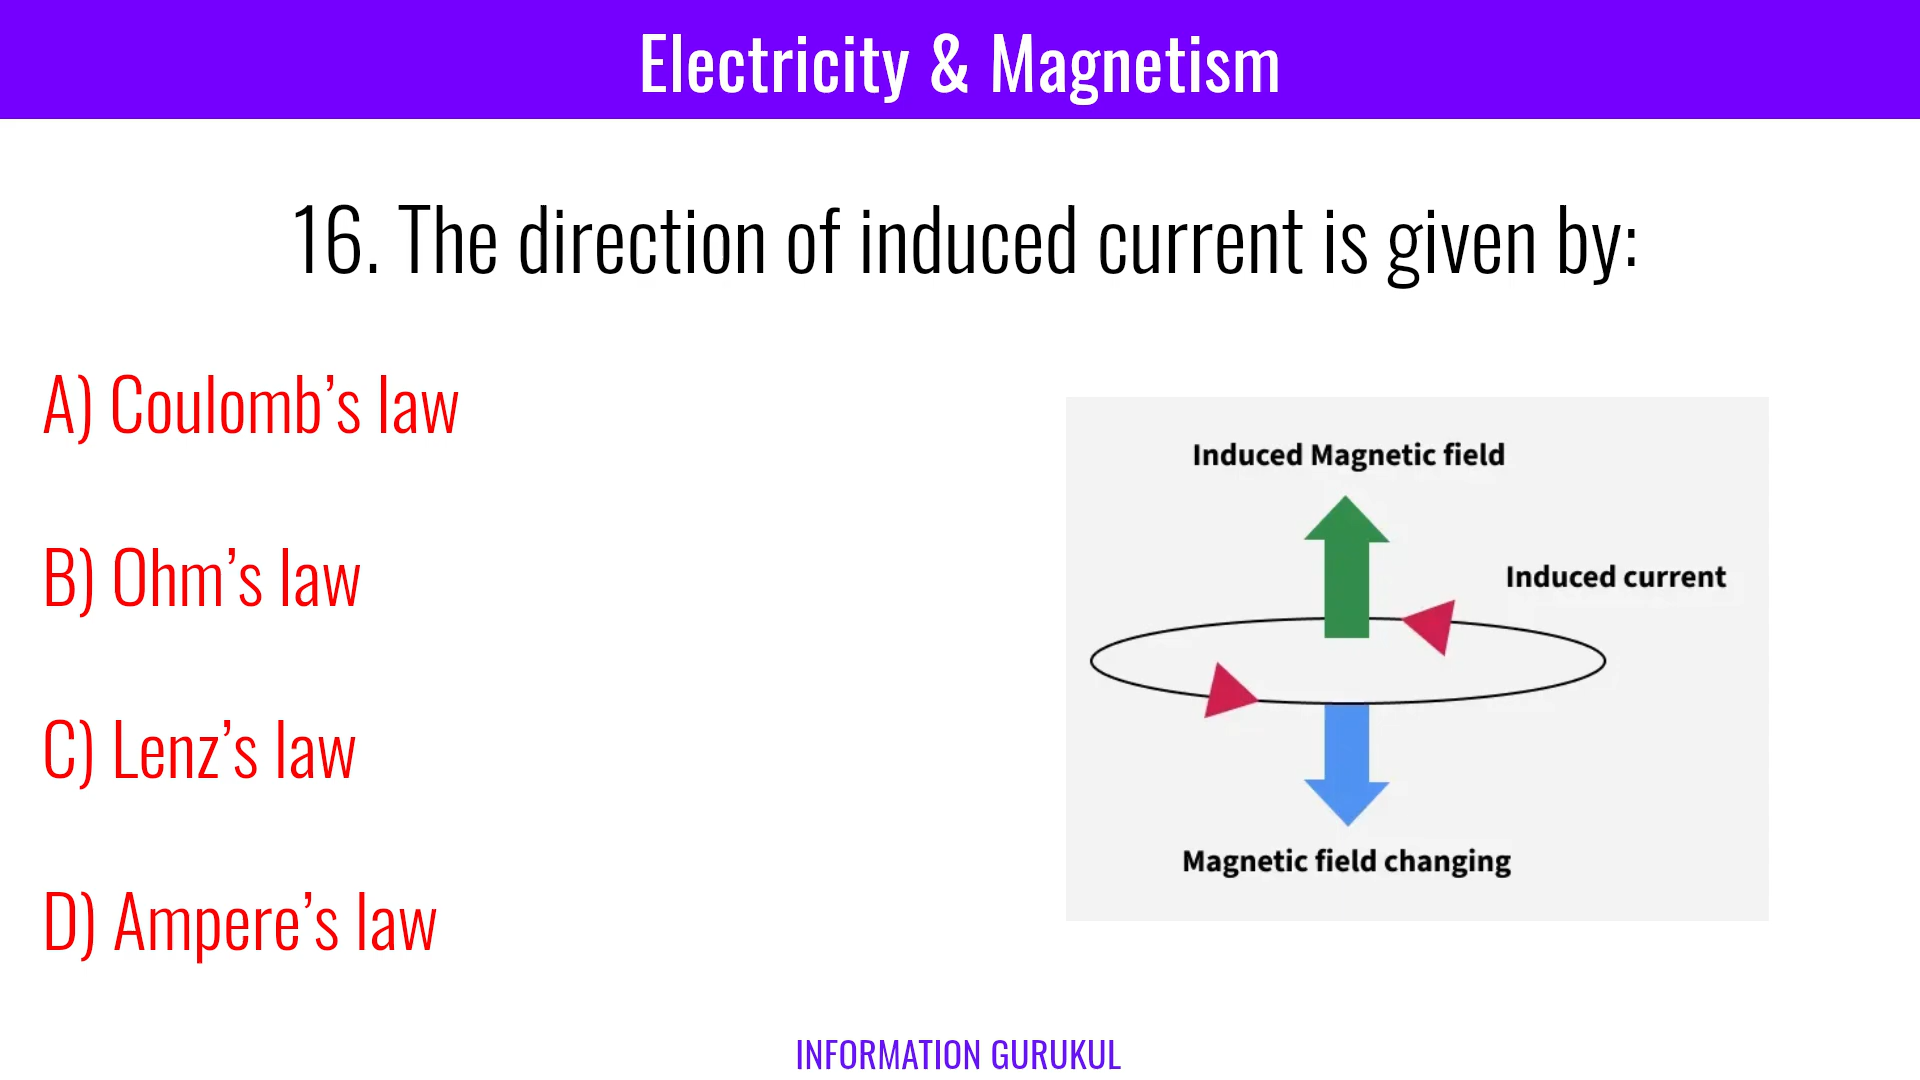 Electricity & Magnetism
16. The direction of induced current is given by:
A) Coulomb’s law
B) Ohm’s law
C) Lenz’s law
D) Ampere’s law
Induced Magnetic field
Induced current
Magnetic field changing
INFORMATION GURUKUL